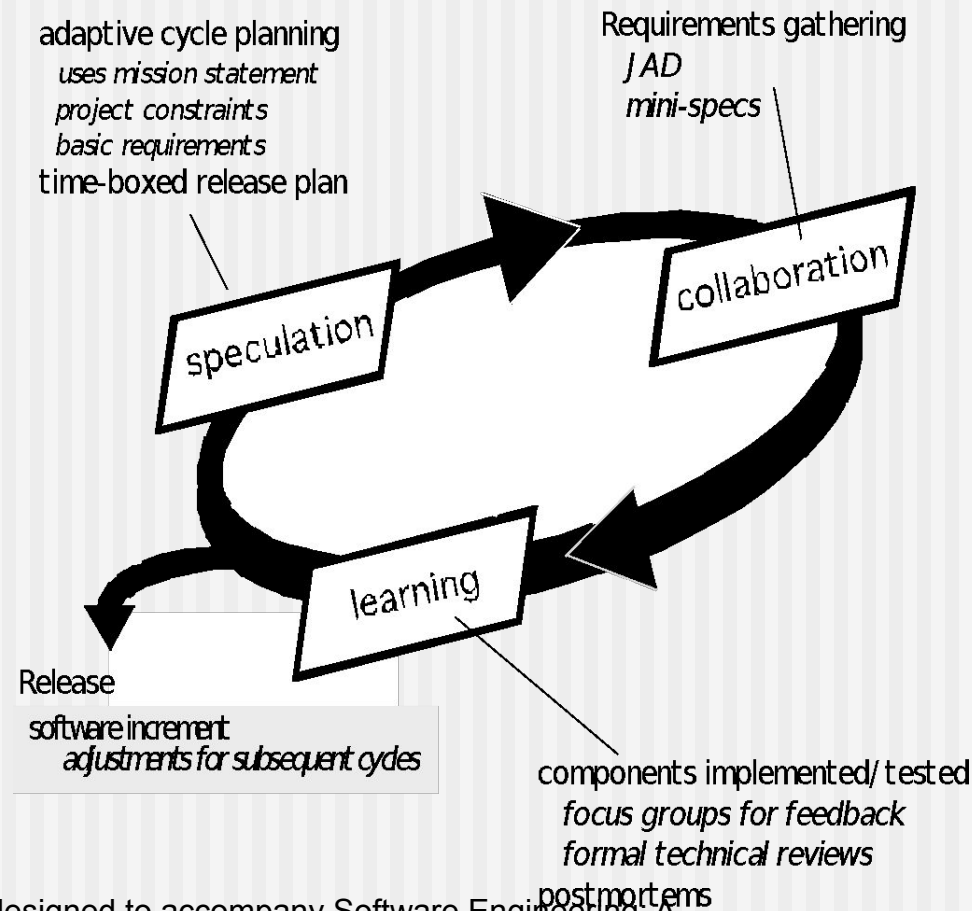 adaptive cycle planning
uses mission statement
project constraints
basic requirements
time-boxed release plan
Requirements gathering
JAD
mini-specs
speculation
collaboration
learning
Release
software increment
adjustments for subsequent cycles
components implemented/tested
focus groups for feedback
formal technical reviews
postmortems
designed to accompany Software Engineering: A